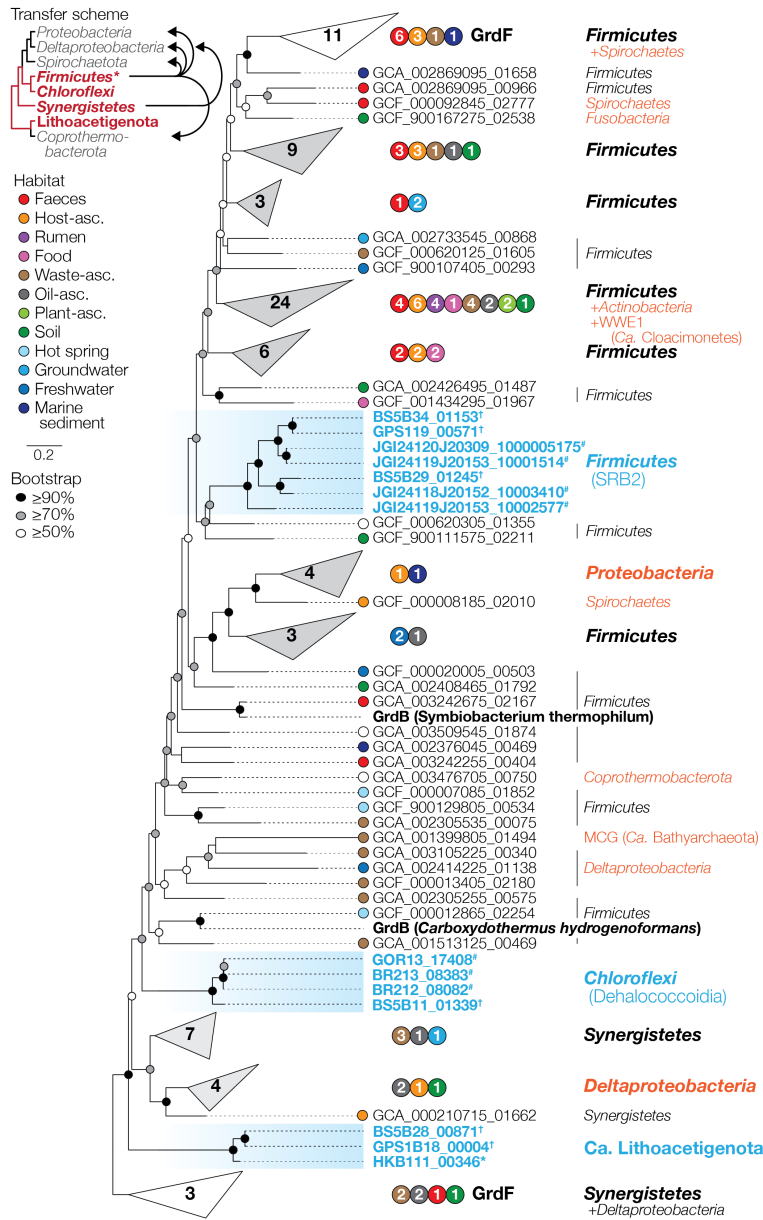 Transfer scheme
Proteobacteria
Deltaproteobacteria
Spirochaetota
Firmicutes*
Chloroflexi
Synergistetes
Lithoacetigenota
Coprothermo-
bacterota
Habitat
Faeces
Host-asc.
Rumen
Food
Waste-asc.
Oil-asc.
Plant-asc.
Soil
Hot spring
Groundwater
Freshwater
Marine
sediment
0.2
Bootstrap
≥90%
≥70%
≥50%
11 6 3 1 1 GrdF Firmicutes
+Spirochaetes
GCA_002869095_01658 Firmicutes
GCA_002869095_00966 Firmicutes
GCF_000092845_02777 Spirochaetes
GCF_900167275_02538 Fusobacteria
9 3 3 1 1 1 Firmicutes
3 1 2 Firmicutes
GCA_002733545_00868
GCF_000620125_01605 Firmicutes
GCF_900107405_00293
24 4 6 4 1 4 2 2 1 Firmicutes
+Actinobacteria
+WWE1
(Ca. Cloacimonetes)
6 2 2 2 Firmicutes
GCA_002426495_01487 Firmicutes
GCF_001434295_01967
BS5B34_01153†
GPS119_00571†
JGI24120J20309_1000005175#
JGI24119J20153_10001514# Firmicutes
BS5B29_01245† (SRB2)
JGI24118J20152_10003410#
JGI24119J20153_10002577#
GCF_000620305_01355 Firmicutes
GCF_900111575_02211
4 1 1 Proteobacteria
GCF_000008185_02010 Spirochaetes
3 2 1 Firmicutes
GCF_000020005_00503
GCA_002408465_01792
GCA_003242675_02167 Firmicutes
GrdB (Symbiobacterium thermophilum)
GCA_003509545_01874
GCA_002376045_00469
GCA_003242255_00404
GCA_003476705_00750 Coprothermobacterota
GCF_000007085_01852
GCF_900129805_00534 Firmicutes
GCA_002305535_00075
GCA_001399805_01494 MCG (Ca. Bathyarchaeota)
GCA_003105225_00340
GCA_002414225_01138 Deltaproteobacteria
GCF_000013405_02180
GCA_002305255_00575
GCF_000012865_02254 Firmicutes
GrdB (Carboxydothermus hydrogenoformans)
GCA_001513125_00469
GOR13_17408#
BR213_08383# Chloroflexi
BR212_08082# (Dehalococcoidia)
BS5B11_01339†
7 3 1 1 Synergistetes
4 2 1 1 Deltaproteobacteria
GCA_000210715_01662 Synergistetes
BS5B28_00871†
GPS1B18_00004† Ca. Lithoacetigenota
HKB111_00346*
3 2 2 1 1 GrdF Synergistetes
+Deltaproteobacteria